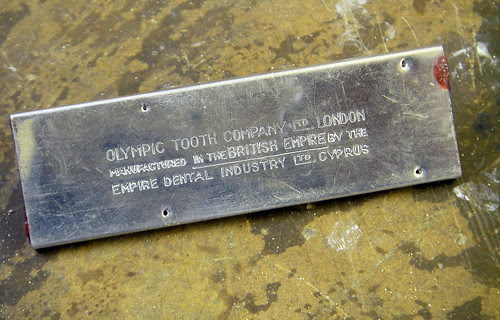 OLYMPIC TOOTH COMPANY LTD LONDON
MANUFACTURED IN THE BRITISH EMPIRE BY THE
EMPIRE DENTAL INDUSTRY LTD. CYPRUS